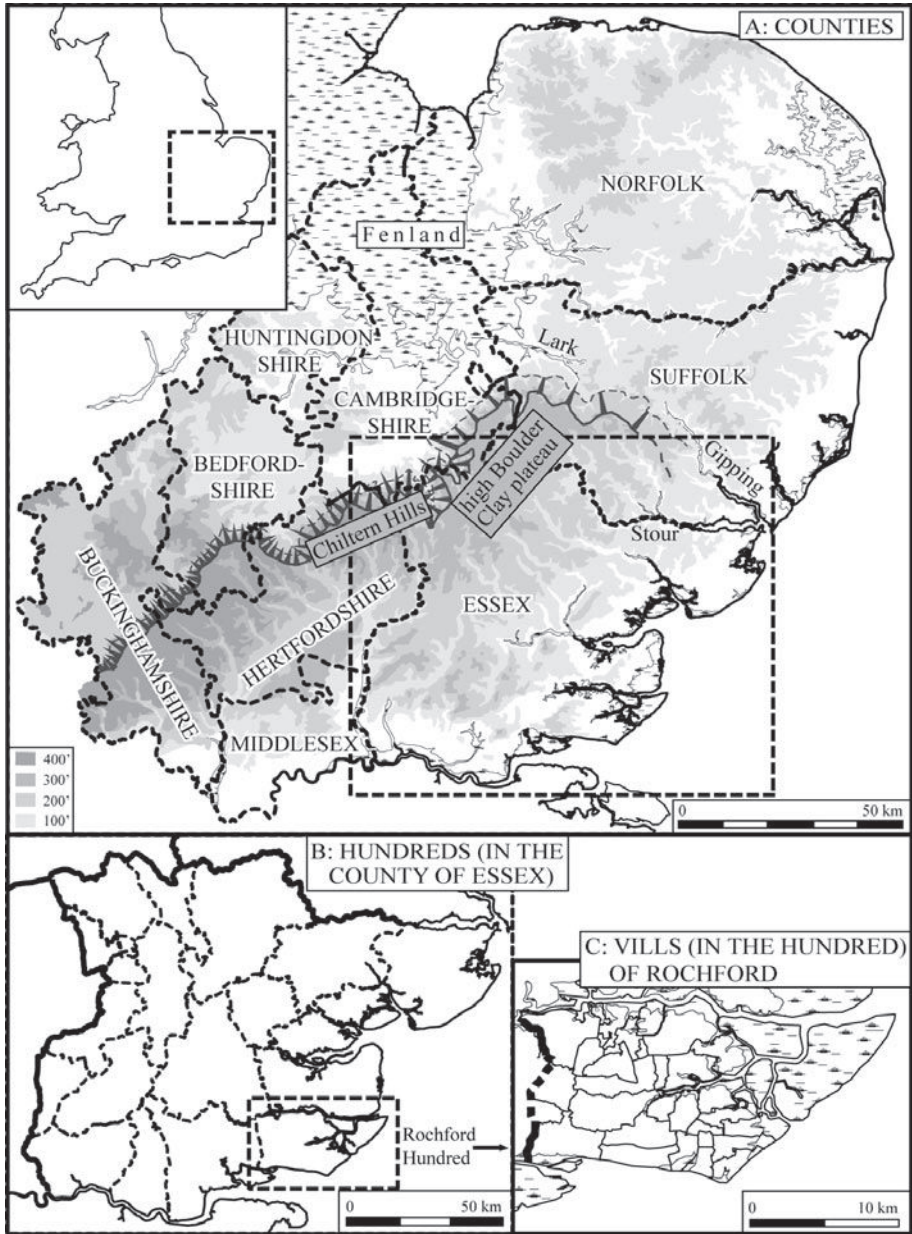 A: COUNTIES
NORFOLK
Fenland
HUNTINGDON
SHIRE
Lark
SUFFOLK
CAMBRIDGE-
SHIRE
BEDFORD-
SHIRE
high Boulder
Clay plateau
Gipping
Chiltern Hills
Stour
BUCKINGHAMSHIRE
HERTFORDSHIRE
ESSEX
MIDDLESEX
400'
300'
200'
100'
0 50 km
B: HUNDREDS (IN THE
COUNTY OF ESSEX)
Rochford
Hundred
0 50 km
C: VILLS (IN THE HUNDRED)
OF ROCHFORD
0 10 km